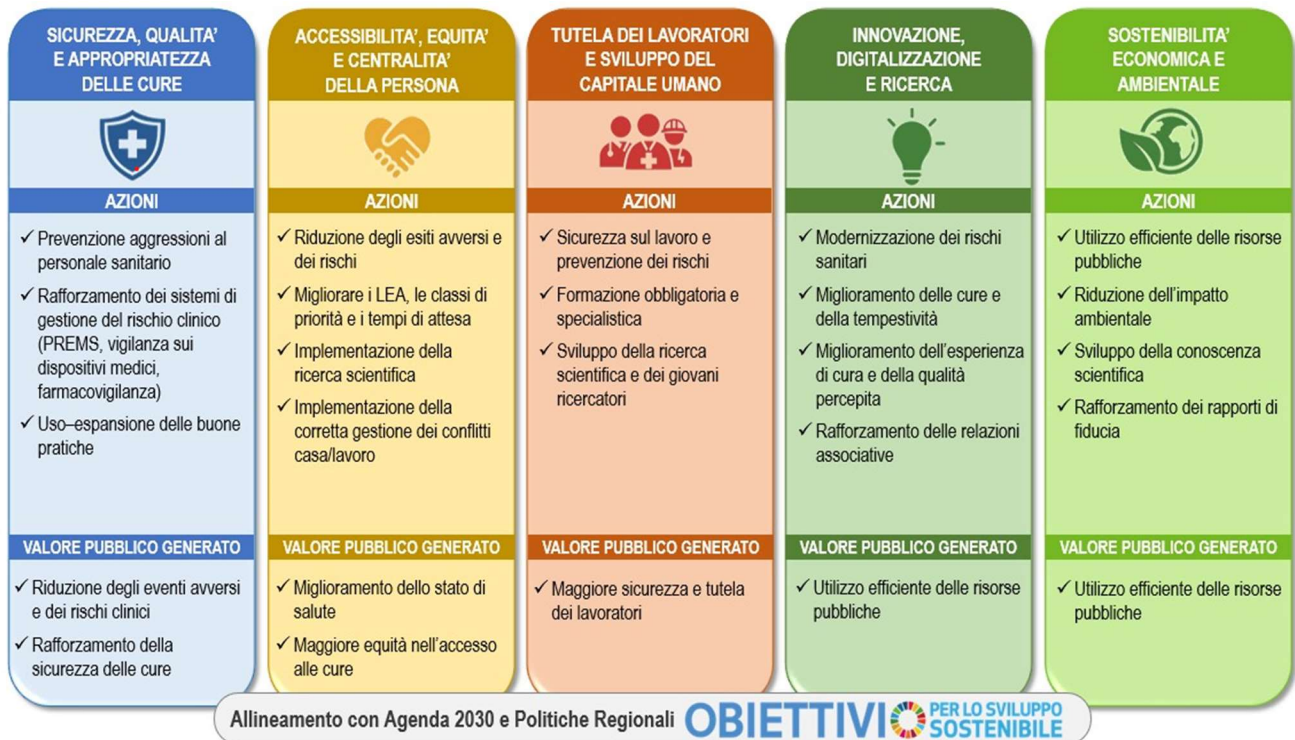 SICUREZZA, QUALITA'
E APPROPRIATEZZA
DELLE CURE
AZIONI
✓ Prevenzione aggressioni al
personale sanitario
✓ Rafforzamento dei sistemi di
gestione del rischio clinico
(PREMS, vigilanza sui
dispositivi medici,
farmacovigilanza)
✓ Uso–espansione delle buone
pratiche
VALORE PUBBLICO GENERATO
✓ Riduzione degli eventi avversi
e dei rischi clinici
✓ Rafforzamento della
sicurezza delle cure
ACCESSIBILITA', EQUITA'
E CENTRALITA'
DELLA PERSONA
AZIONI
✓ Riduzione degli esiti avversi e
dei rischi
✓ Migliorare i LEA, le classi di
priorità e i tempi di attesa
✓ Implementazione della
ricerca scientifica
✓ Implementazione della
corretta gestione dei conflitti
casa/lavoro
VALORE PUBBLICO GENERATO
✓ Miglioramento dello stato di
salute
✓ Maggiore equità nell'accesso
alle cure
TUTELA DEI LAVORATORI
E SVILUPPO DEL
CAPITALE UMANO
AZIONI
✓ Sicurezza sul lavoro e
prevenzione dei rischi
✓ Formazione obbligatoria e
specialistica
✓ Sviluppo della ricerca
scientifica e dei giovani
ricercatori
VALORE PUBBLICO GENERATO
✓ Maggiore sicurezza e tutela
dei lavoratori
INNOVAZIONE,
DIGITALIZZAZIONE
E RICERCA
AZIONI
✓ Modernizzazione dei rischi
sanitari
✓ Miglioramento delle cure e
della tempestività
✓ Miglioramento dell'esperienza
di cura e della qualità
percepita
✓ Rafforzamento delle relazioni
associative
VALORE PUBBLICO GENERATO
✓ Utilizzo efficiente delle risorse
pubbliche
SOSTENIBILITA'
ECONOMICA E
AMBIENTALE
AZIONI
✓ Utilizzo efficiente delle risorse
pubbliche
✓ Riduzione dell'impatto
ambientale
✓ Sviluppo della conoscenza
scientifica
✓ Rafforzamento dei rapporti di
fiducia
VALORE PUBBLICO GENERATO
✓ Utilizzo efficiente delle risorse
pubbliche
Allineamento con Agenda 2030 e Politiche Regionali
OBIETTIVI
PER LO SVILUPPO
SOSTENIBILE